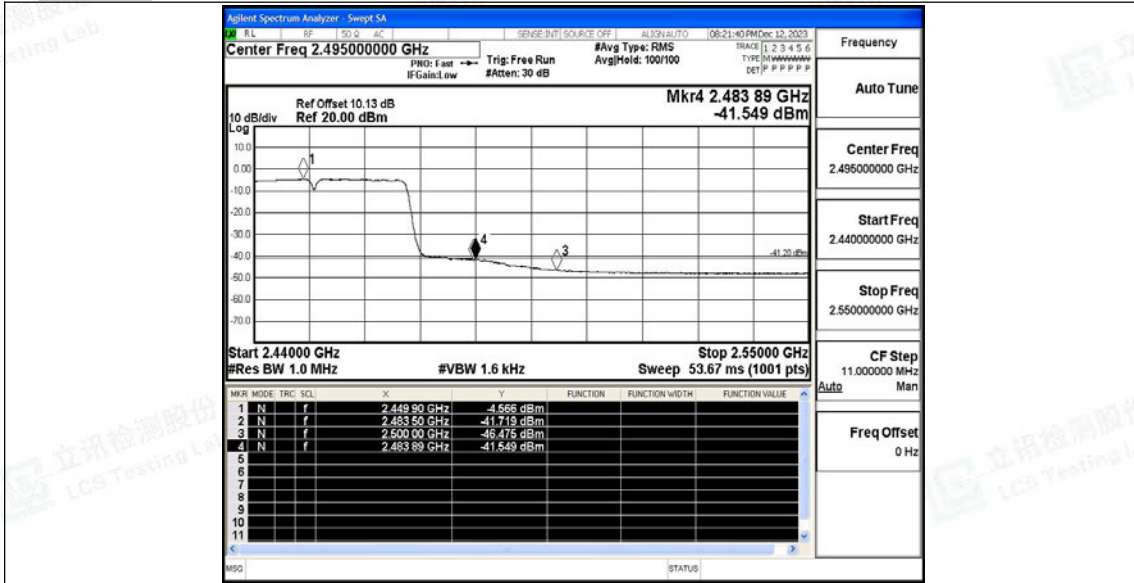 Agilent Spectrum Analyzer - Swept SA
RL RF 50 Ω AC SENSE:INT SOURCE OFF ALIGNAUTO 08:21:40 PM Dec 12, 2023
Center Freq 2.495000000 GHz
PNO: Fast
IFGain:Low
Trig: Free Run
#Atten: 30 dB
#Avg Type: RMS
Avg|Hold: 100/100
TRACE 1 2 3 4 5 6
TYPE M WWWWW
DET P P P P P P
Ref Offset 10.13 dB
10 dB/div Ref 20.00 dBm
Log
Mkr4 2.483 89 GHz
-41.549 dBm
10.0
0.00
-10.0
-20.0
-30.0
-40.0
-50.0
-60.0
-70.0
1
4
3
-41.20 dBm
Start 2.44000 GHz Stop 2.55000 GHz
#Res BW 1.0 MHz #VBW 1.6 kHz Sweep 53.67 ms (1001 pts)
MKR MODE TRC SCL X Y FUNCTION FUNCTION WIDTH FUNCTION VALUE
1 N f 2.449 90 GHz -4.566 dBm
2 N f 2.483 50 GHz -41.719 dBm
3 N f 2.500 00 GHz -46.475 dBm
4 N f 2.483 89 GHz -41.549 dBm
5
6
7
8
9
10
11
MSG STATUS
Frequency
Auto Tune
Center Freq
2.495000000 GHz
Start Freq
2.440000000 GHz
Stop Freq
2.550000000 GHz
CF Step
11.000000 MHz
Auto Man
Freq Offset
0 Hz
立讯检测股份
LCS Testing Lab